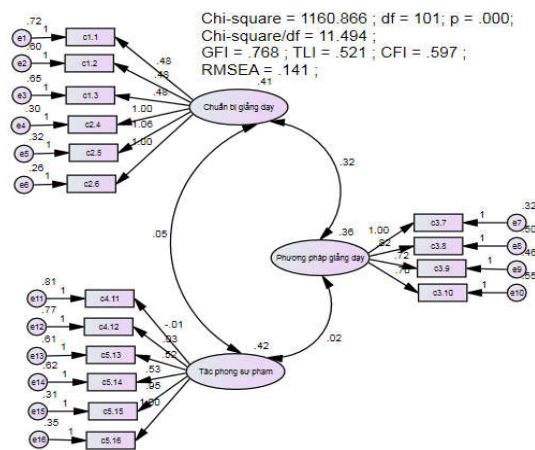 Chi-square = 1160.866 ; df = 101; p = .000;
Chi-square/df = 11.494 ;
GFI = .768 ; TLI = .521 ; CFI = .597 ;
RMSEA = .141 ;
.72
e1 1 c1.1
.60
e2 1 c1.2
.65
e3 1 c1.3
.30
e4 1 c2.4
.32
e5 1 c2.5
.26
e6 1 c2.6
.48
.48
.48
1.00
1.06
1.00
.41
Chuẩn bị giảng dạy
.32
.05
.36
Phương pháp giảng dạy
1.00
.82
.72
.70
c3.7 1 e7
.32
c3.8 1 e8
.50
c3.9 1 e9
.46
c3.10 1 e10
.55
.02
.81
e11 1 c4.11
.77
e12 1 c4.12
.61
e13 1 c5.13
.62
e14 1 c5.14
.31
e15 1 c5.15
.35
e16 1 c5.16
-.01
.03
.52
.53
.95
1.00
.42
Tác phong sư phạm